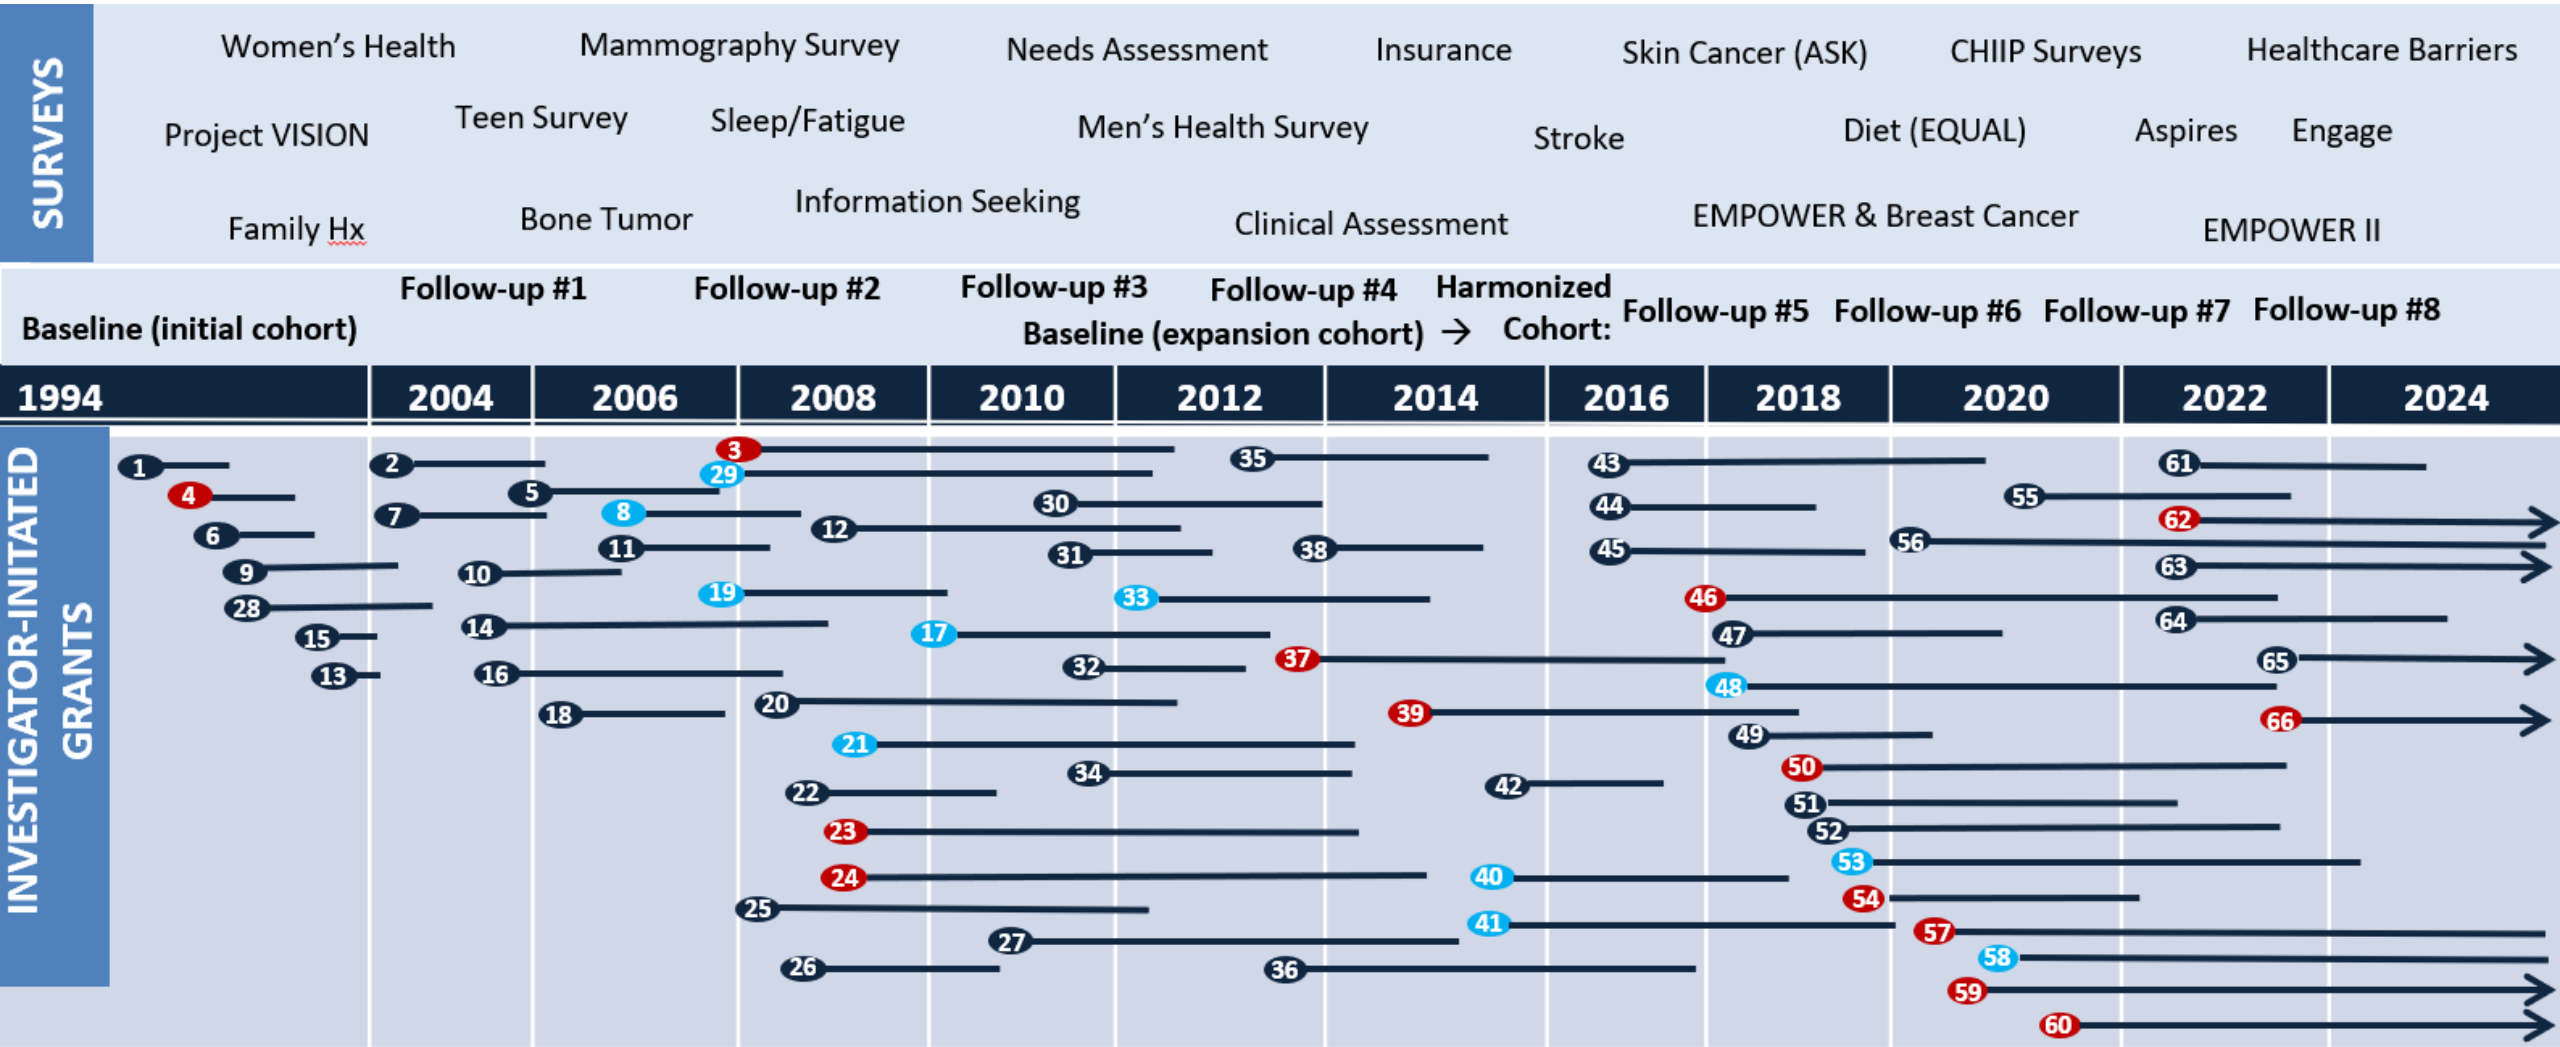 SURVEYS
Women's Health
Mammography Survey
Needs Assessment
Insurance
Skin Cancer (ASK)
CHIIP Surveys
Healthcare Barriers
Project VISION
Teen Survey
Sleep/Fatigue
Men's Health Survey
Stroke
Diet (EQUAL)
Aspires
Engage
Family Hx
Bone Tumor
Information Seeking
Clinical Assessment
EMPOWER & Breast Cancer
EMPOWER II
Baseline (initial cohort)
Follow-up #1
Follow-up #2
Follow-up #3
Follow-up #4
Baseline (expansion cohort) →
Harmonized
Cohort:
Follow-up #5
Follow-up #6
Follow-up #7
Follow-up #8
1994
2004
2006
2008
2010
2012
2014
2016
2018
2020
2022
2024
INVESTIGATOR-INITATED
GRANTS
1
4
6
9
28
15
13
2
7
5
10
14
16
18
3
29
8
11
19
12
17
20
21
22
23
24
25
27
26
35
30
31
38
33
32
37
39
34
42
40
41
36
43
44
45
46
47
48
49
50
51
52
53
54
57
58
59
60
61
55
62
56
63
64
65
66